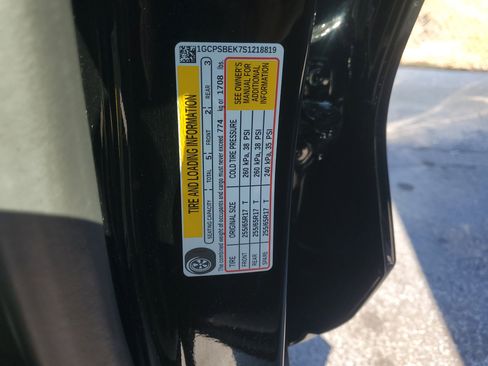 1GCPSBEK7S1218819
TIRE AND LOADING INFORMATION
SEATING CAPACITY TOTAL 5 FRONT 2 REAR 3
The combined weight of occupants and cargo must never exceed 774 kg or 1708 lbs.
TIRE ORIGINAL SIZE COLD TIRE PRESSURE
FRONT 255/65R17 T 260 kPa, 38 PSI
REAR 255/65R17 T 260 kPa, 38 PSI
SPARE 255/65R17 T 240 kPa, 35 PSI
SEE OWNER'S
MANUAL FOR
ADDITIONAL
INFORMATION